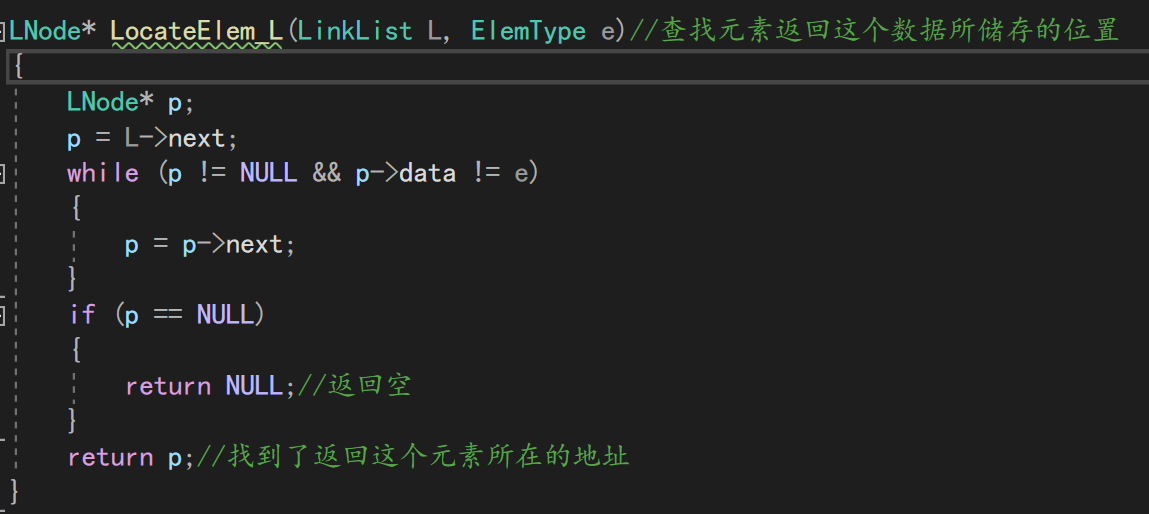 LNode* LocateElem_L(LinkList L, ElemType e)//查找元素返回这个数据所储存的位置
{
LNode* p;
p = L->next;
while (p != NULL && p->data != e)
{
p = p->next;
}
if (p == NULL)
{
return NULL;//返回空
}
return p;//找到了返回这个元素所在的地址
}